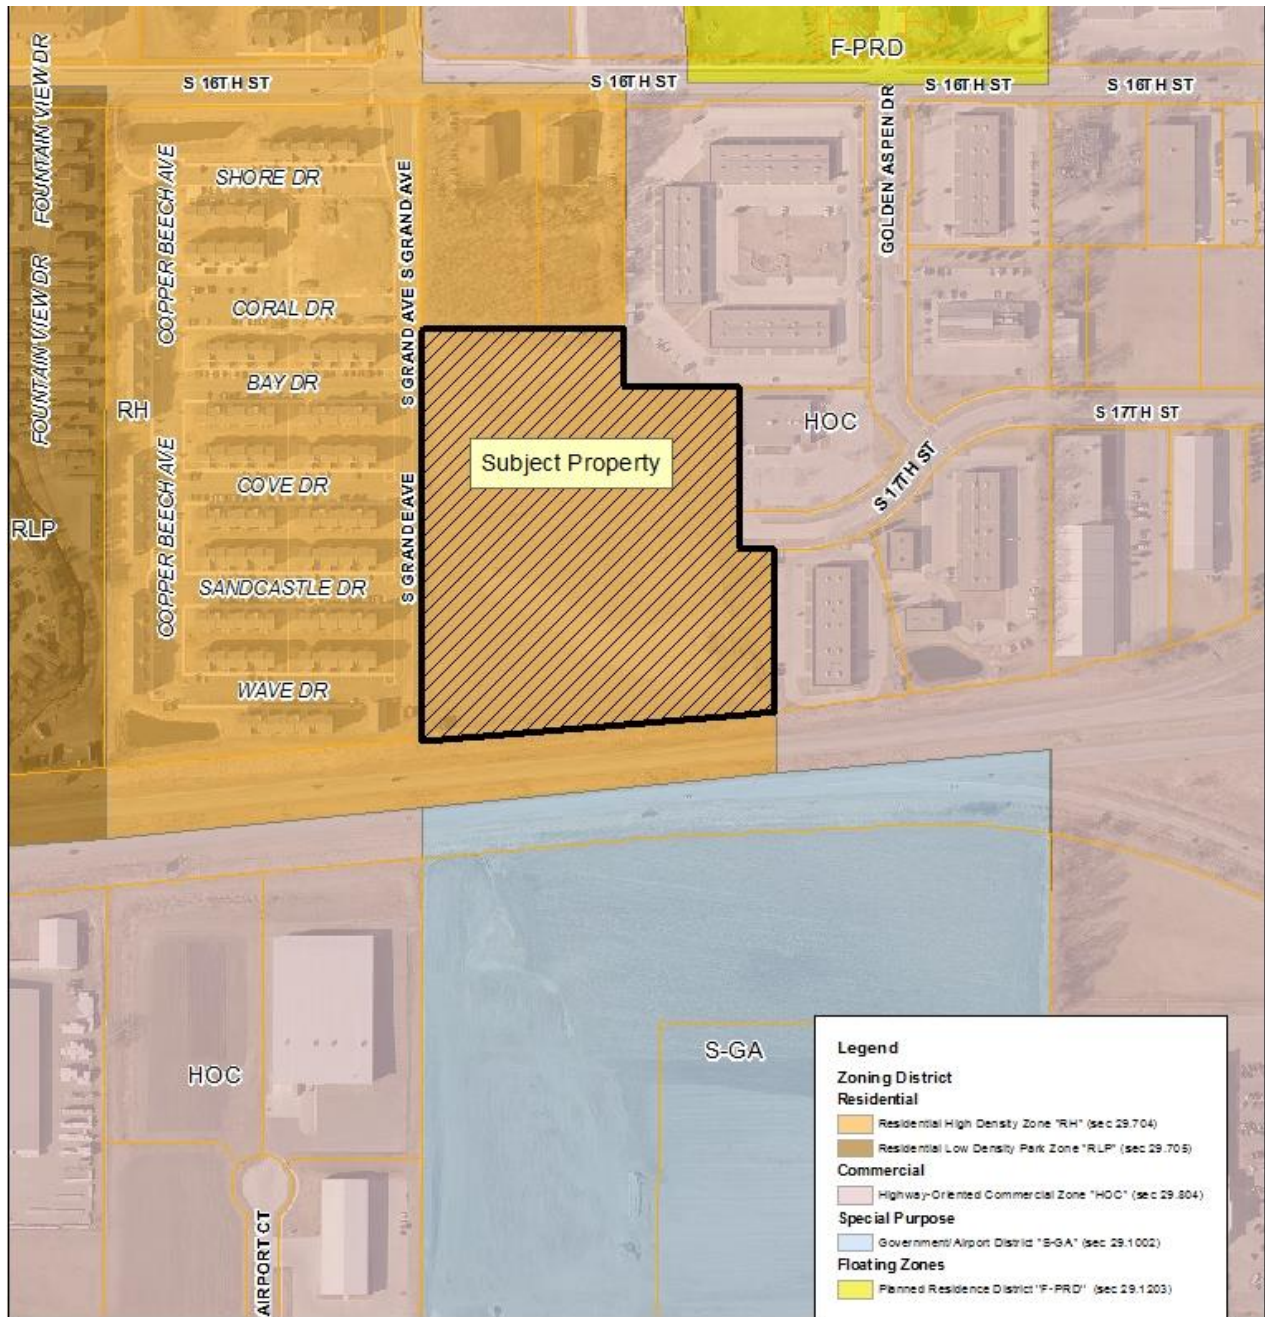 F-PRD
S 16TH ST
S 16TH ST
S 16TH ST
S 16TH ST
FOUNTAIN VIEW DR
FOUNTAIN VIEW DR
COPPER BEECH AVE
COPPER BEECH AVE
SHORE DR
S GRAND AVE
S GRAND AVE
GOLDEN ASPEN DR
CORAL DR
BAY DR
RH
HOC
S 17TH ST
Subject Property
S 17TH ST
COVE DR
S GRAND AVE
RLP
SANDCASTLE DR
WAVE DR
HOC
S-GA
AIRPORT CT
Legend
Zoning District
Residential
Residential High Density Zone "RH" (sec 29.704)
Residential Low Density Park Zone "RLP" (sec 29.705)
Commercial
Highway-Oriented Commercial Zone "HOC" (sec 29.804)
Special Purpose
Government/Airport District "S-GA" (sec 29.1002)
Floating Zones
Planned Residence District "F-PRD" (sec 29.1203)